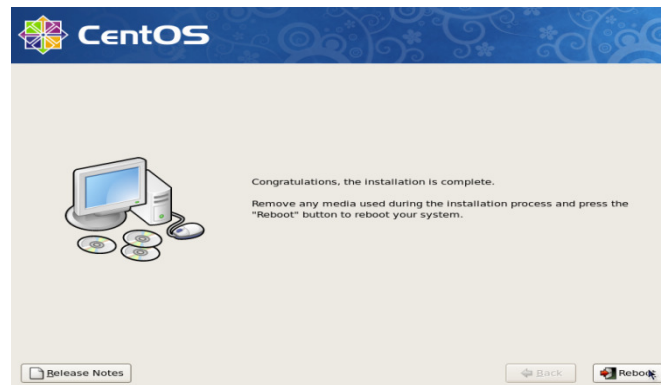 CentOS
Congratulations, the installation is complete.
Remove any media used during the installation process and press the
"Reboot" button to reboot your system.
Release Notes
Back
Reboot